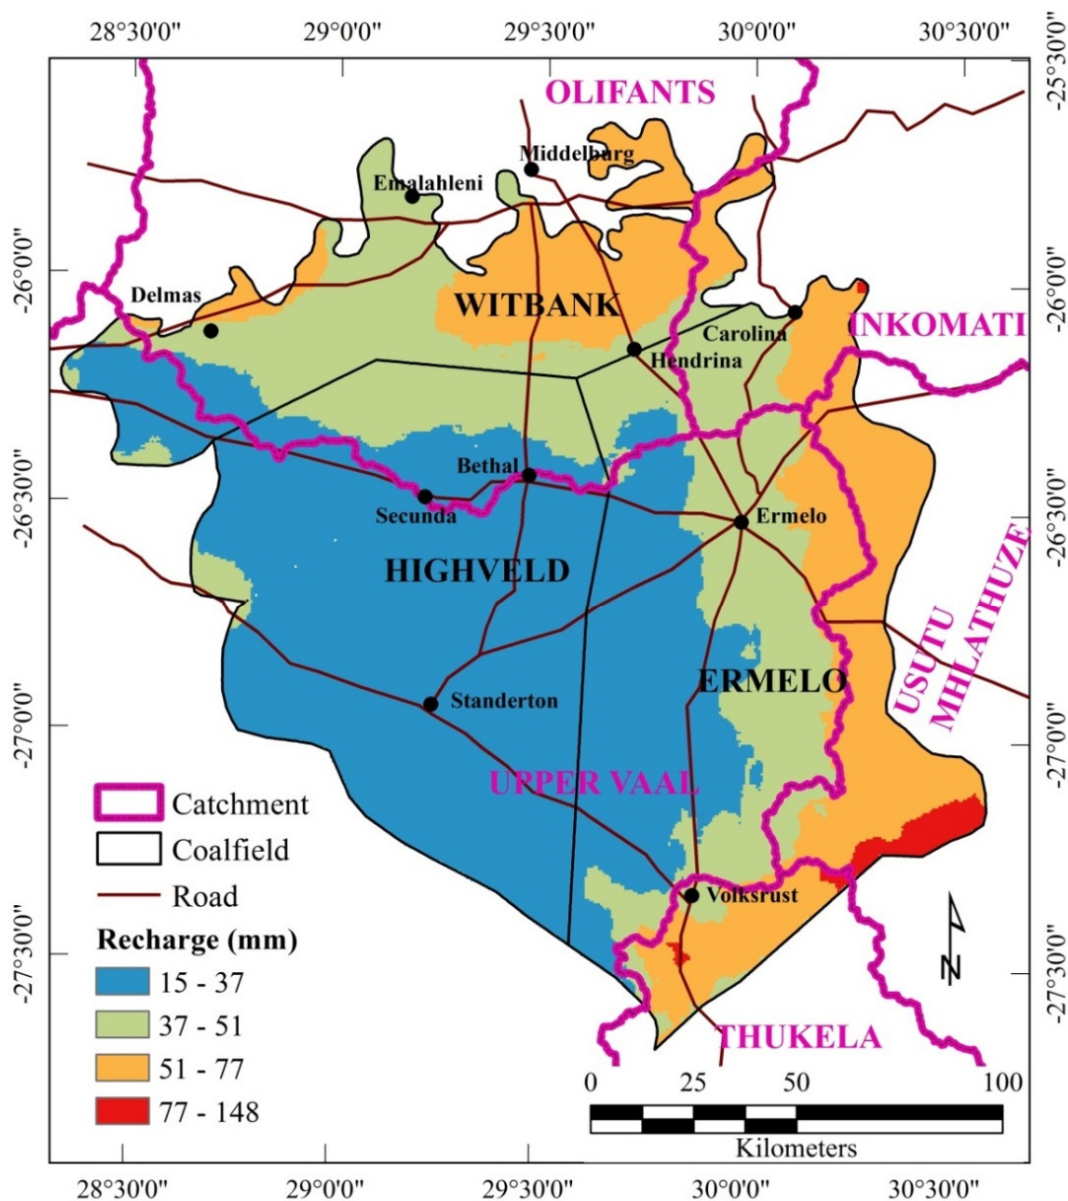 28°30'0" 29°0'0" 29°30'0" 30°0'0" 30°30'0"
-25°30'0"
OLIFANTS
Middelburg
Emalahleni
-26°0'0" -26°0'0"
Delmas
WITBANK
Carolina
INKOMATI
Hendrina
Bethal
-26°30'0" -26°30'0"
Secunda
Ermelo
HIGHVELD
USUTU
MHLATHUZE
ERMELO
Standerton
-27°0'0" -27°0'0"
UPPER VAAL
Catchment
Coalfield
Road
Volksrust
Recharge (mm)
-27°30'0" -27°30'0"
15 - 37
N
37 - 51
THUKELA
51 - 77
0 25 50 100
77 - 148
Kilometers
28°30'0" 29°0'0" 29°30'0" 30°0'0" 30°30'0"